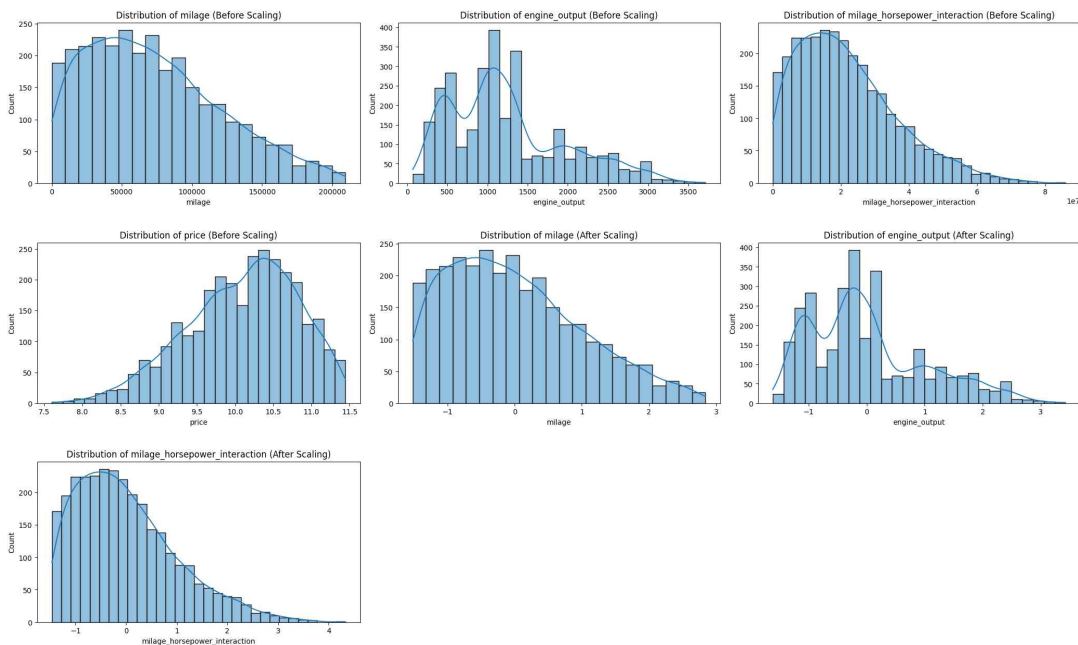 Distribution of milage (Before Scaling)
Count
250
200
150
100
50
0
0 50000 100000 150000 200000
milage
Distribution of engine_output (Before Scaling)
Count
400
350
300
250
200
150
100
50
0
500 1000 1500 2000 2500 3000 3500
engine_output
Distribution of milage_horsepower_interaction (Before Scaling)
Count
200
150
100
50
0
0 2 4 6 8
1e7
milage_horsepower_interaction
Distribution of price (Before Scaling)
Count
250
200
150
100
50
0
7.5 8.0 8.5 9.0 9.5 10.0 10.5 11.0 11.5
price
Distribution of milage (After Scaling)
Count
250
200
150
100
50
0
−1 0 1 2 3
milage
Distribution of engine_output (After Scaling)
Count
400
350
300
250
200
150
100
50
0
−1 0 1 2 3
engine_output
Distribution of milage_horsepower_interaction (After Scaling)
Count
200
150
100
50
0
−1 0 1 2 3 4
milage_horsepower_interaction